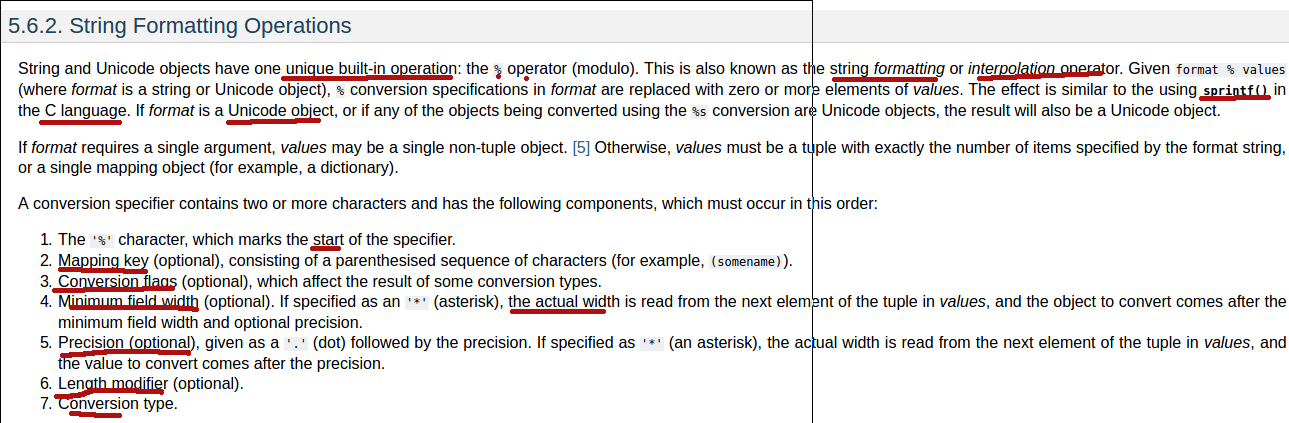 5.6.2. String Formatting Operations
String and Unicode objects have one unique built-in operation: the % operator (modulo). This is also known as the string formatting or interpolation operator. Given format % values
(where format is a string or Unicode object), % conversion specifications in format are replaced with zero or more elements of values. The effect is similar to the using sprintf() in
the C language. If format is a Unicode object, or if any of the objects being converted using the %s conversion are Unicode objects, the result will also be a Unicode object.
If format requires a single argument, values may be a single non-tuple object. [5] Otherwise, values must be a tuple with exactly the number of items specified by the format string,
or a single mapping object (for example, a dictionary).
A conversion specifier contains two or more characters and has the following components, which must occur in this order:
1. The '%' character, which marks the start of the specifier.
2. Mapping key (optional), consisting of a parenthesised sequence of characters (for example, (somename)).
3. Conversion flags (optional), which affect the result of some conversion types.
4. Minimum field width (optional). If specified as an '*' (asterisk), the actual width is read from the next element of the tuple in values, and the object to convert comes after the
minimum field width and optional precision.
5. Precision (optional), given as a '.' (dot) followed by the precision. If specified as '*' (an asterisk), the actual width is read from the next element of the tuple in values, and
the value to convert comes after the precision.
6. Length modifier (optional).
7. Conversion type.